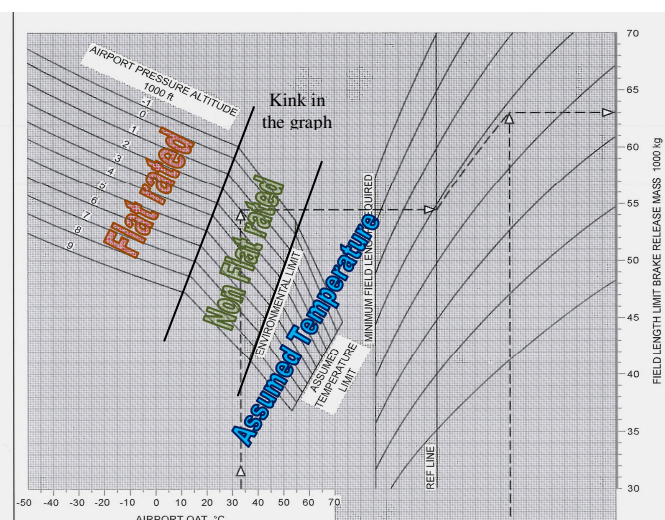 AIRPORT PRESSURE ALTITUDE
1000 ft
-1
0
1
2
3
4
5
6
7
8
9
Flat rated
Non Flat rated
Assumed Temperature
Kink in
the graph
ENVIRONMENTAL LIMIT
ASSUMED
TEMPERATURE
LIMIT
MINIMUM FIELD LENGTH REQUIRED
REF LINE
70
65
60
55
50
45
40
35
30
FIELD LENGTH LIMIT BRAKE RELEASE MASS 1000 kg
-50 -40 -30 -20 -10 0 10 20 30 40 50 60 70
AIRPORT OAT °C